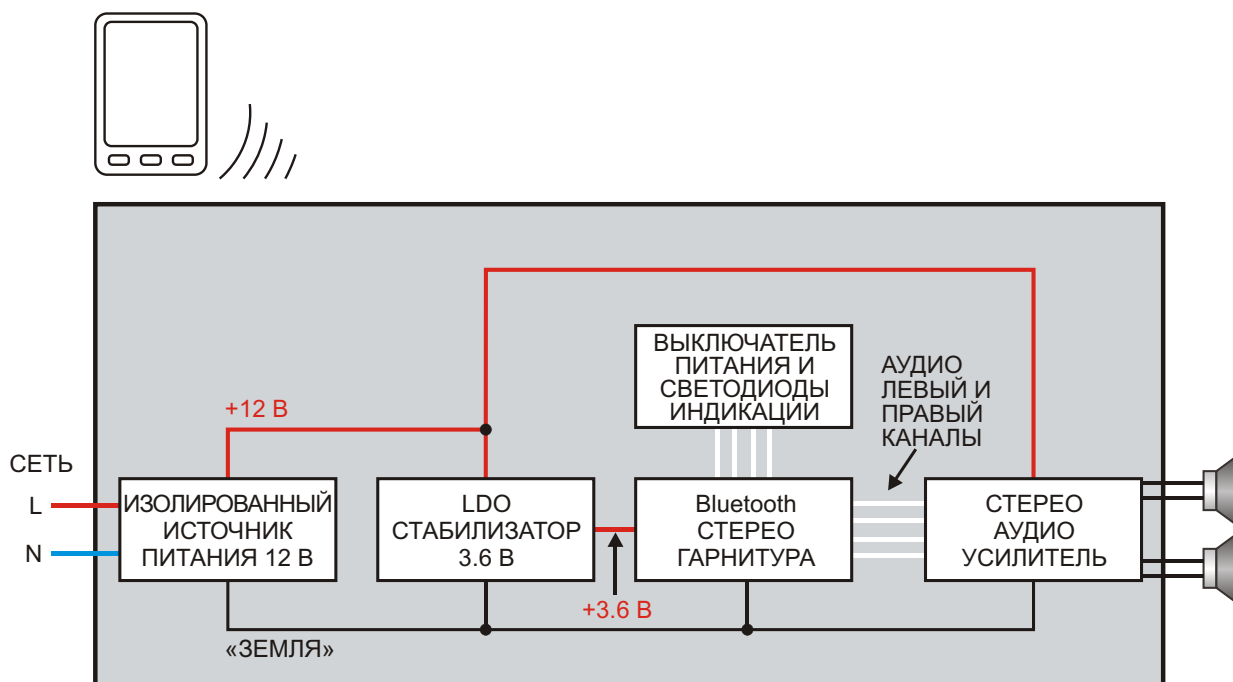 ВЫКЛЮЧАТЕЛЬ
ПИТАНИЯ И
СВЕТОДИОДЫ
ИНДИКАЦИИ
АУДИО
ЛЕВЫЙ И
ПРАВЫЙ
КАНАЛЫ
+12 В
СЕТЬ
L
N
ИЗОЛИРОВАННЫЙ
ИСТОЧНИК
ПИТАНИЯ 12 В
LDO
СТАБИЛИЗАТОР
3.6 В
+3.6 В
Bluetooth
СТЕРЕО
ГАРНИТУРА
СТЕРЕО
АУДИО
УСИЛИТЕЛЬ
«ЗЕМЛЯ»